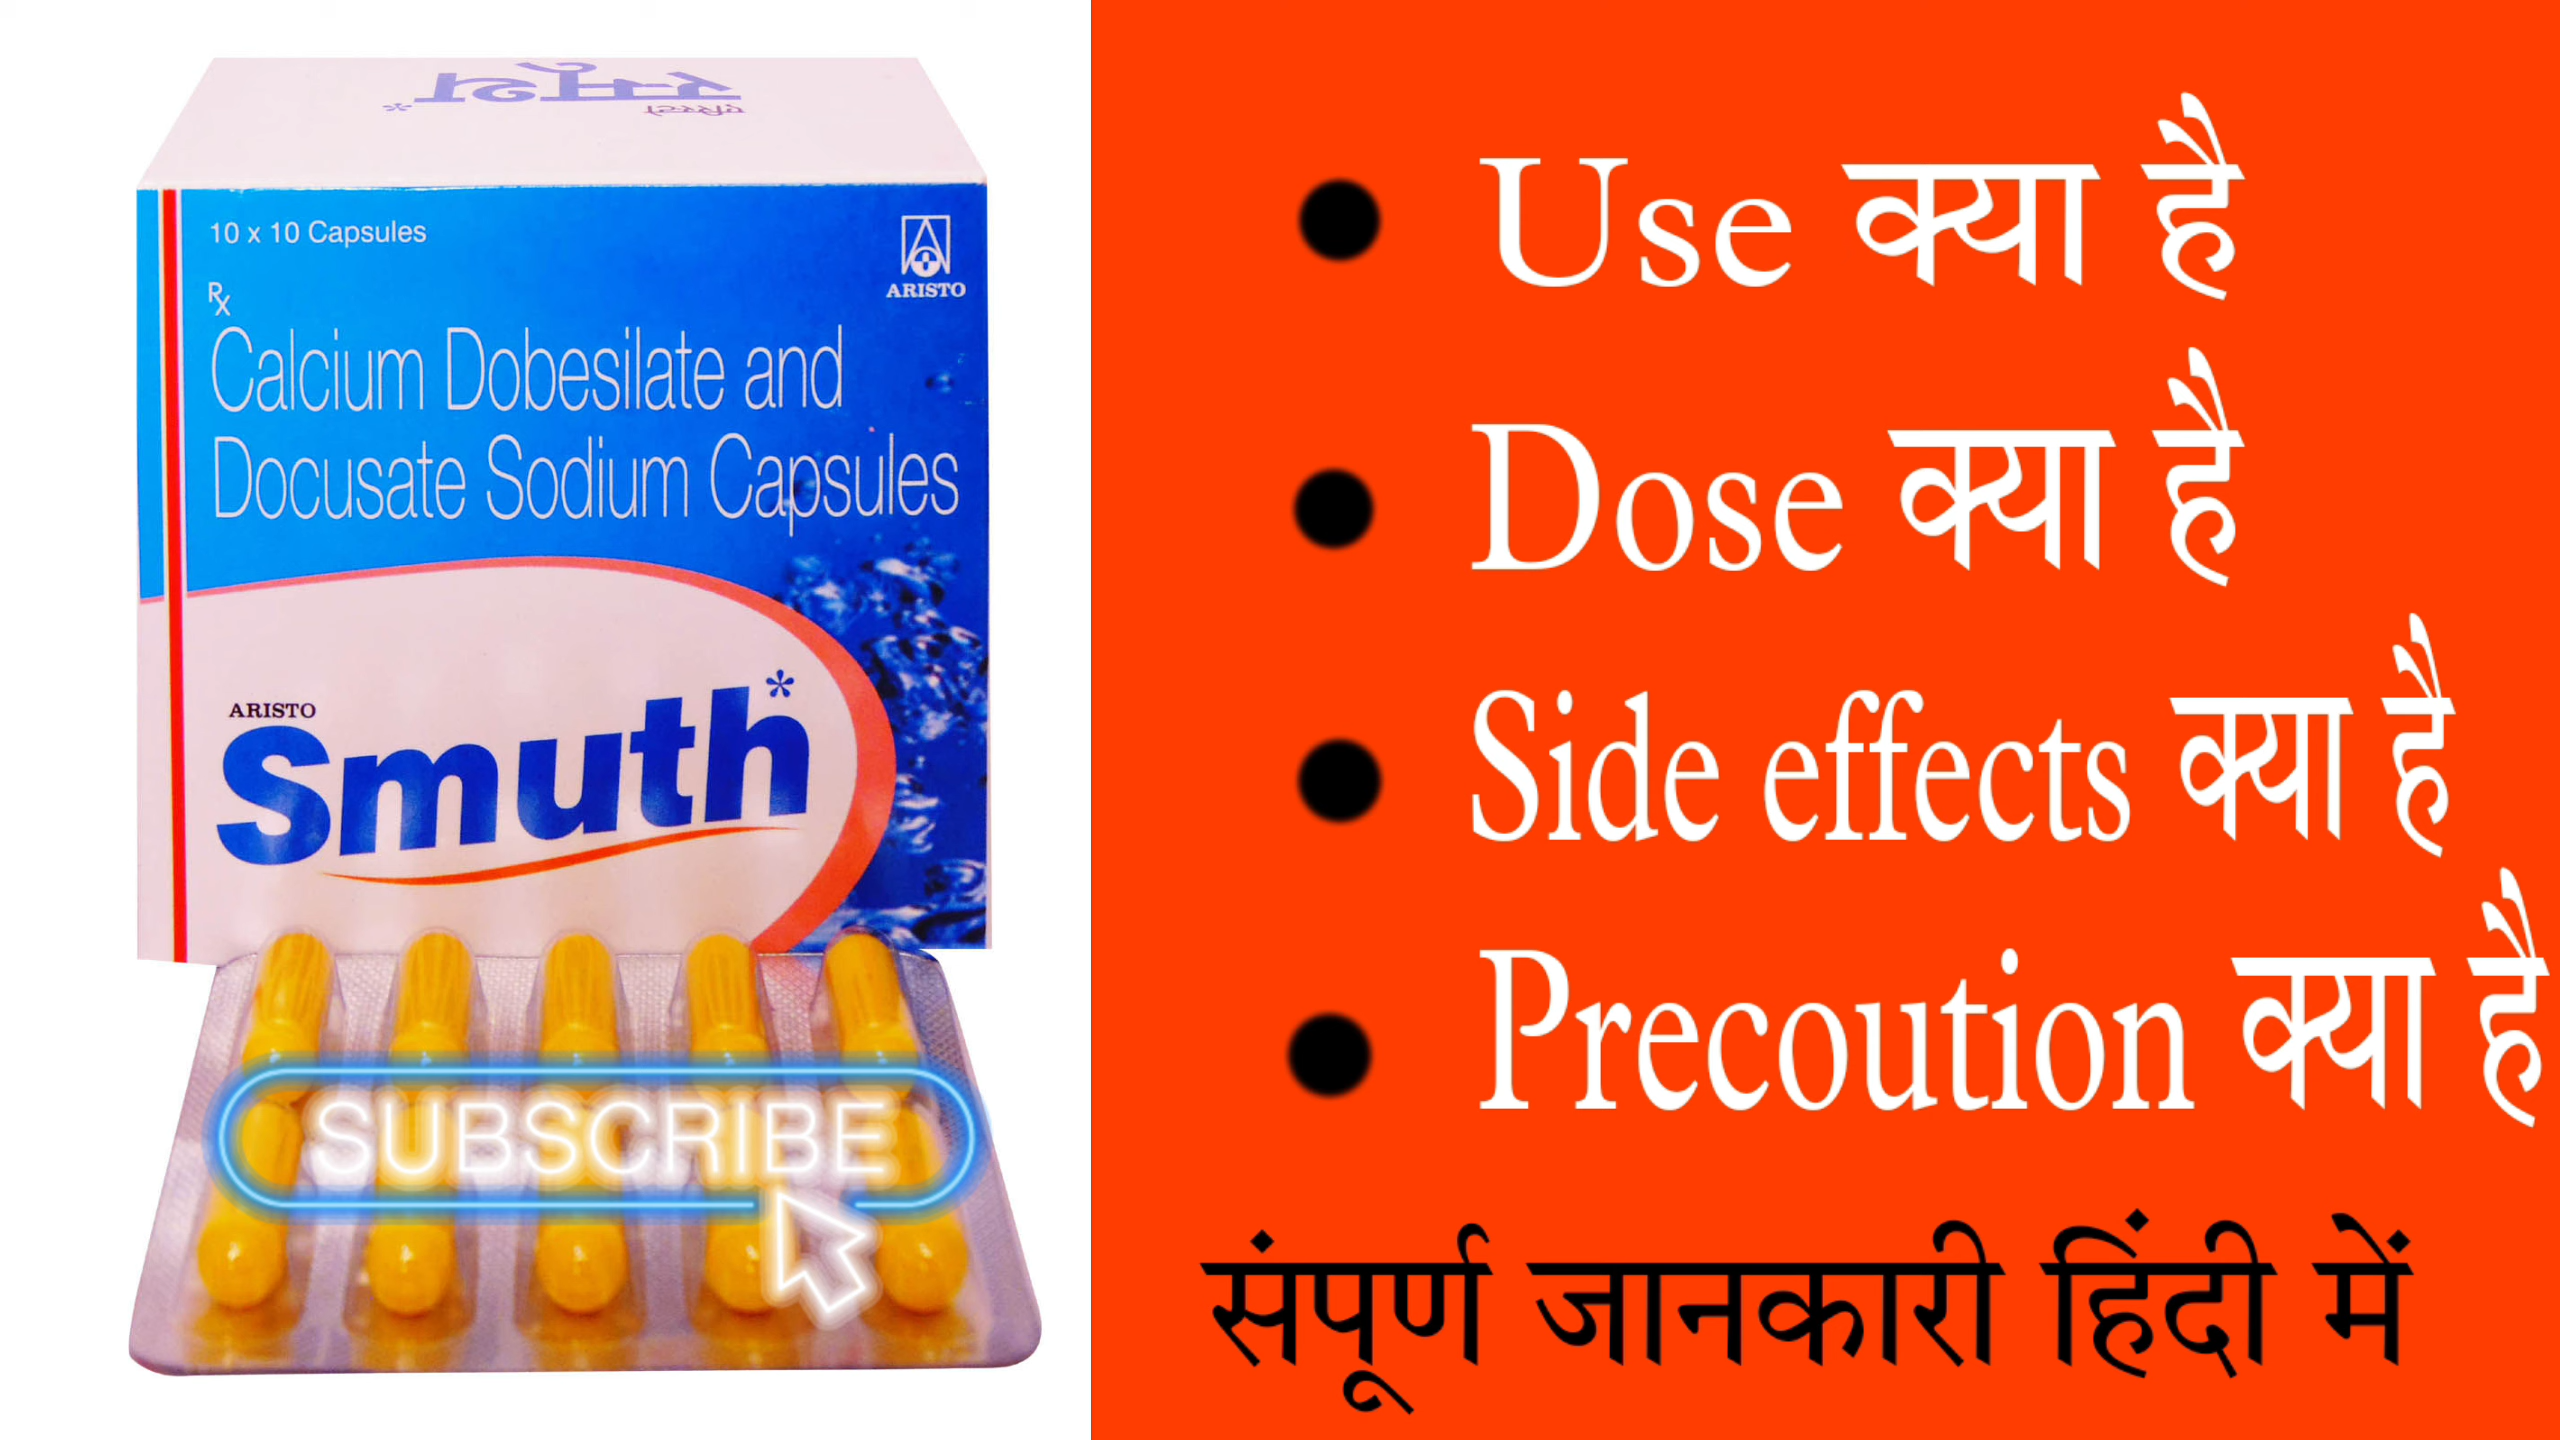 स्मूथ*
एरिस्टो
10 x 10 Capsules
ARISTO
Rx
Calcium Dobesilate and
Docusate Sodium Capsules
ARISTO
Smuth*
SUBSCRIBE
Use क्या है
Dose क्या है
Side effects क्या है
Precoution क्या है
संपूर्ण जानकारी हिंदी में